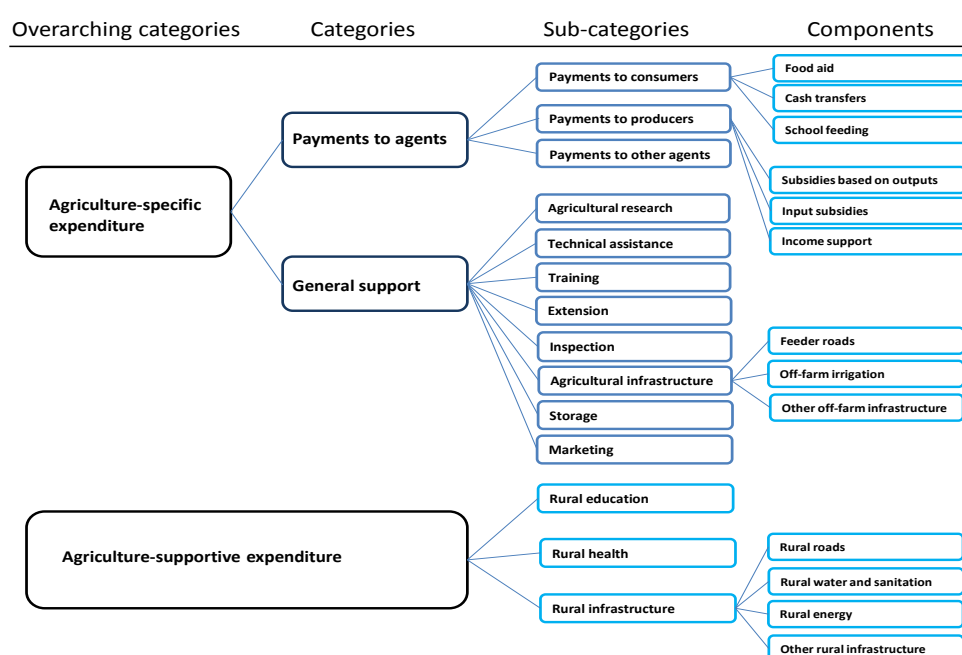 Overarching categories
Categories
Sub-categories
Components
Agriculture-specific
expenditure
Payments to agents
General support
Payments to consumers
Payments to producers
Payments to other agents
Food aid
Cash transfers
School feeding
Subsidies based on outputs
Input subsidies
Income support
Agricultural research
Technical assistance
Training
Extension
Inspection
Agricultural infrastructure
Storage
Marketing
Feeder roads
Off-farm irrigation
Other off-farm infrastructure
Agriculture-supportive expenditure
Rural education
Rural health
Rural infrastructure
Rural roads
Rural water and sanitation
Rural energy
Other rural infrastructure